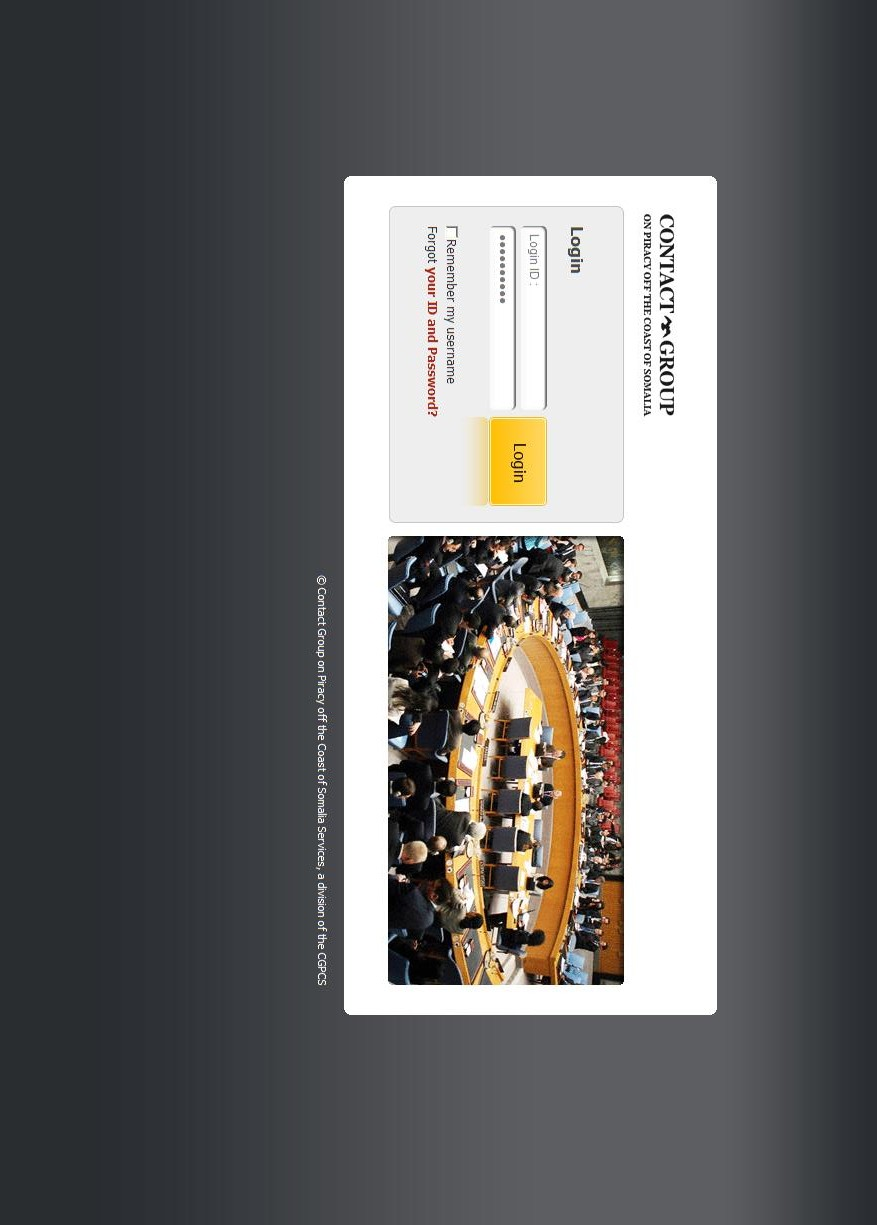 CONTACT GROUP
ON PIRACY OFF THE COAST OF SOMALIA
Login
Login ID :
••••••••••
Login
Remember my username
Forgot your ID and Password?
© Contact Group on Piracy off the Coast of Somalia Services, a division of the CGPCS